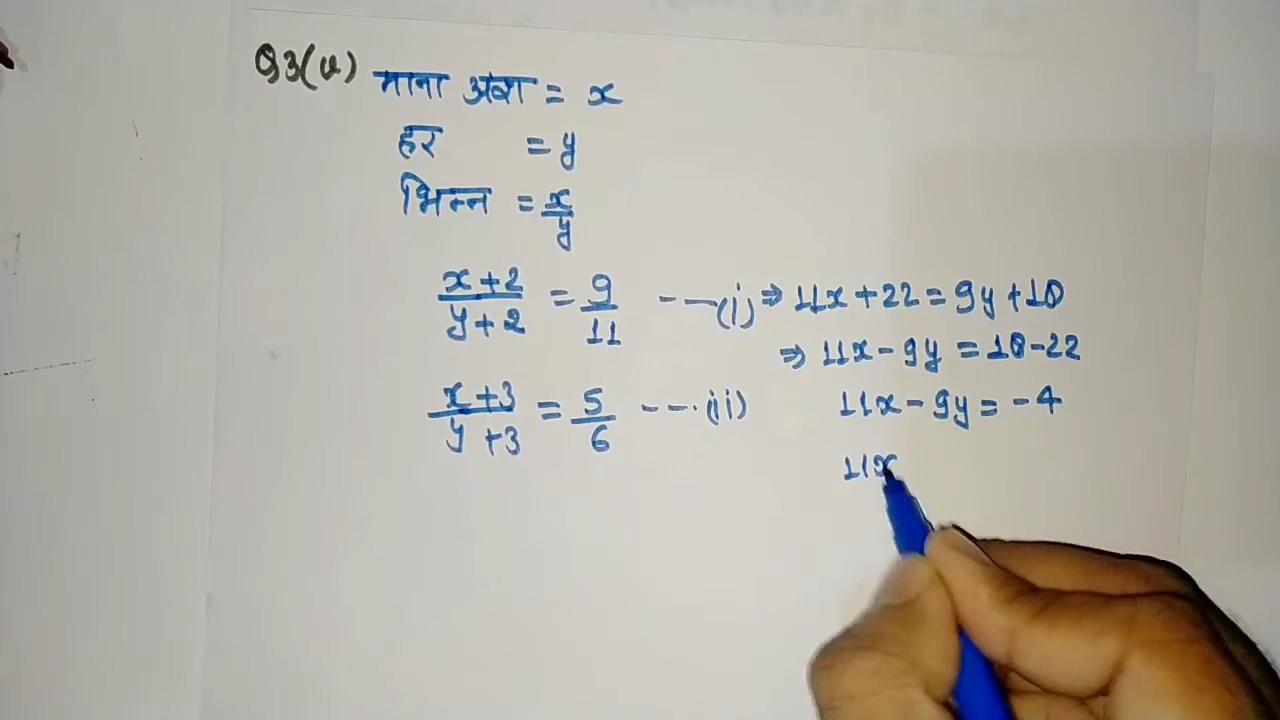 Q3(v) माना अंश = x
हर = y
भिन्न = x/y
x+2/y+2 = 9/11 ---(i) ⇒ 11x+22=9y+18
⇒ 11x-9y=18-22
x+3/y+3 = 5/6 ---(ii) 11x-9y=-4
11x